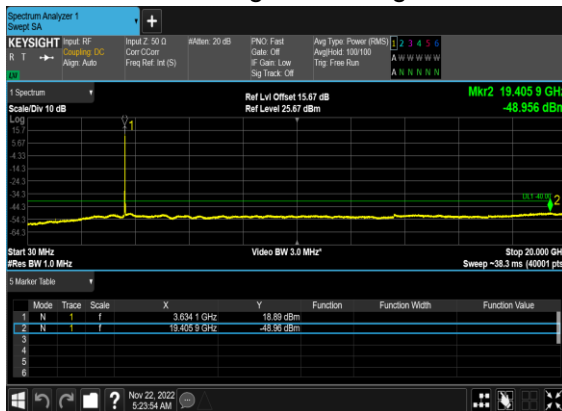 Spectrum Analyzer 1
Swept SA
+
KEYSIGHT Input: RF Input Z: 50 Ω #Atten: 20 dB PNO: Fast Avg Type: Power (RMS) 1 2 3 4 5 6
R T Coupling: DC Corr CCorr Gate: Off Avg|Hold: 100/100 A W W W W W
Align: Auto Freq Ref: Int (S) IF Gain: Low Trig: Free Run
Sig Track: Off A N N N N N
1 Spectrum Ref Lvl Offset 15.67 dB Mkr2 19.405 9 GHz
Scale/Div 10 dB Ref Level 25.67 dBm -48.956 dBm
Log
15.7
1
5.67
-4.33
-14.3
-24.3
-34.3
DL1 -40.00
2
-44.3
-54.3
-64.3
Start 30 MHz Video BW 3.0 MHz* Stop 20.000 GHz
#Res BW 1.0 MHz Sweep ~38.3 ms (40001 pts)
5 Marker Table
Mode Trace Scale X Y Function Function Width Function Value
1 N 1 f 3.634 1 GHz 18.89 dBm
2 N 1 f 19.405 9 GHz -48.96 dBm
3
4
5
6
? Nov 22, 2022
5:23:54 AM